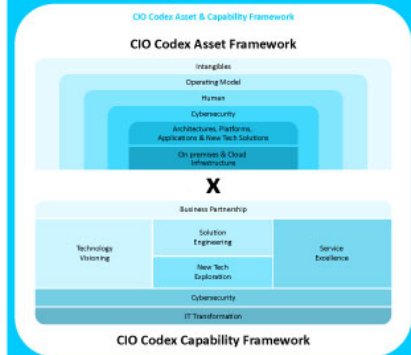 CIO Codex Asset & Capability Framework
CIO Codex Asset Framework
Intangibles
Operating Model
Human
Cybersecurity
Architectures, Platforms,
Applications & New Tech Solutions
On premises & Cloud
Infrastructure
X
Business Partnership
Technology
Visioning
Solution
Engineering
New Tech
Exploration
Service
Excellence
Cybersecurity
IT Transformation
CIO Codex Capability Framework